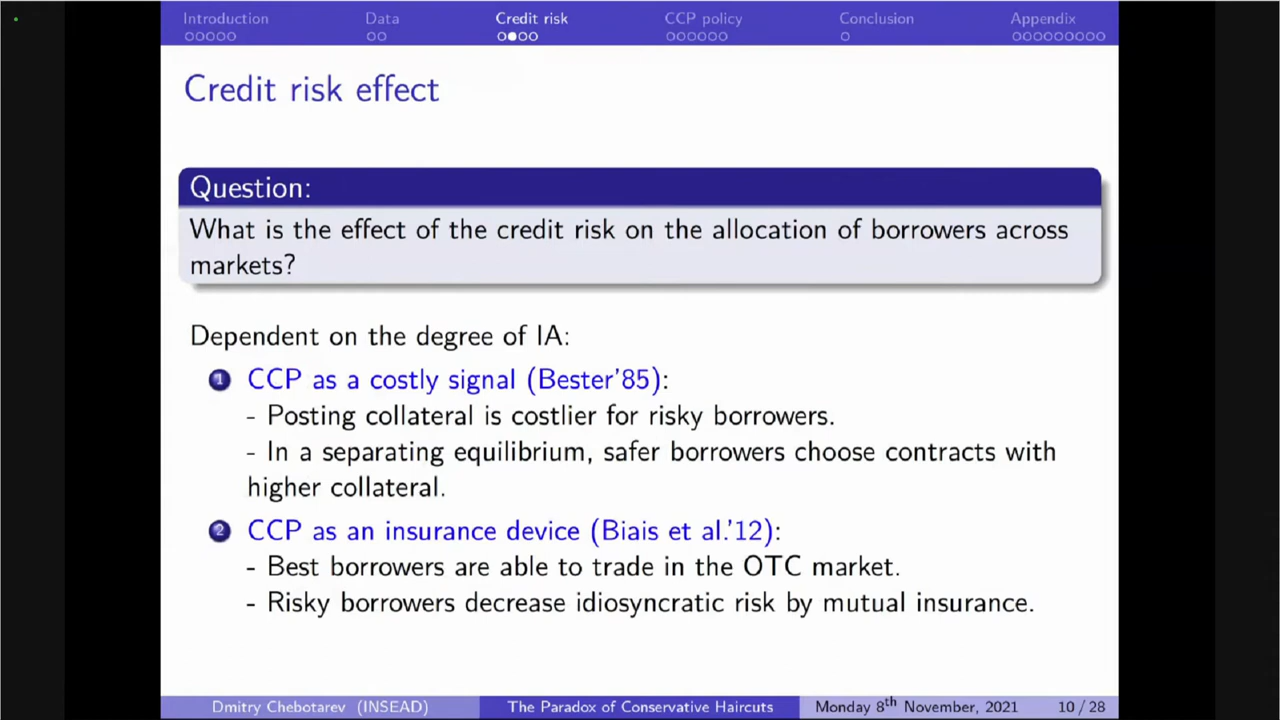 Introduction Data Credit risk CCP policy Conclusion Appendix
Credit risk effect
Question:
What is the effect of the credit risk on the allocation of borrowers across
markets?
Dependent on the degree of IA:
1 CCP as a costly signal (Bester'85):
- Posting collateral is costlier for risky borrowers.
- In a separating equilibrium, safer borrowers choose contracts with
higher collateral.
2 CCP as an insurance device (Biais et al.'12):
- Best borrowers are able to trade in the OTC market.
- Risky borrowers decrease idiosyncratic risk by mutual insurance.
Dmitry Chebotarev (INSEAD) The Paradox of Conservative Haircuts Monday 8th November, 2021 10 / 28